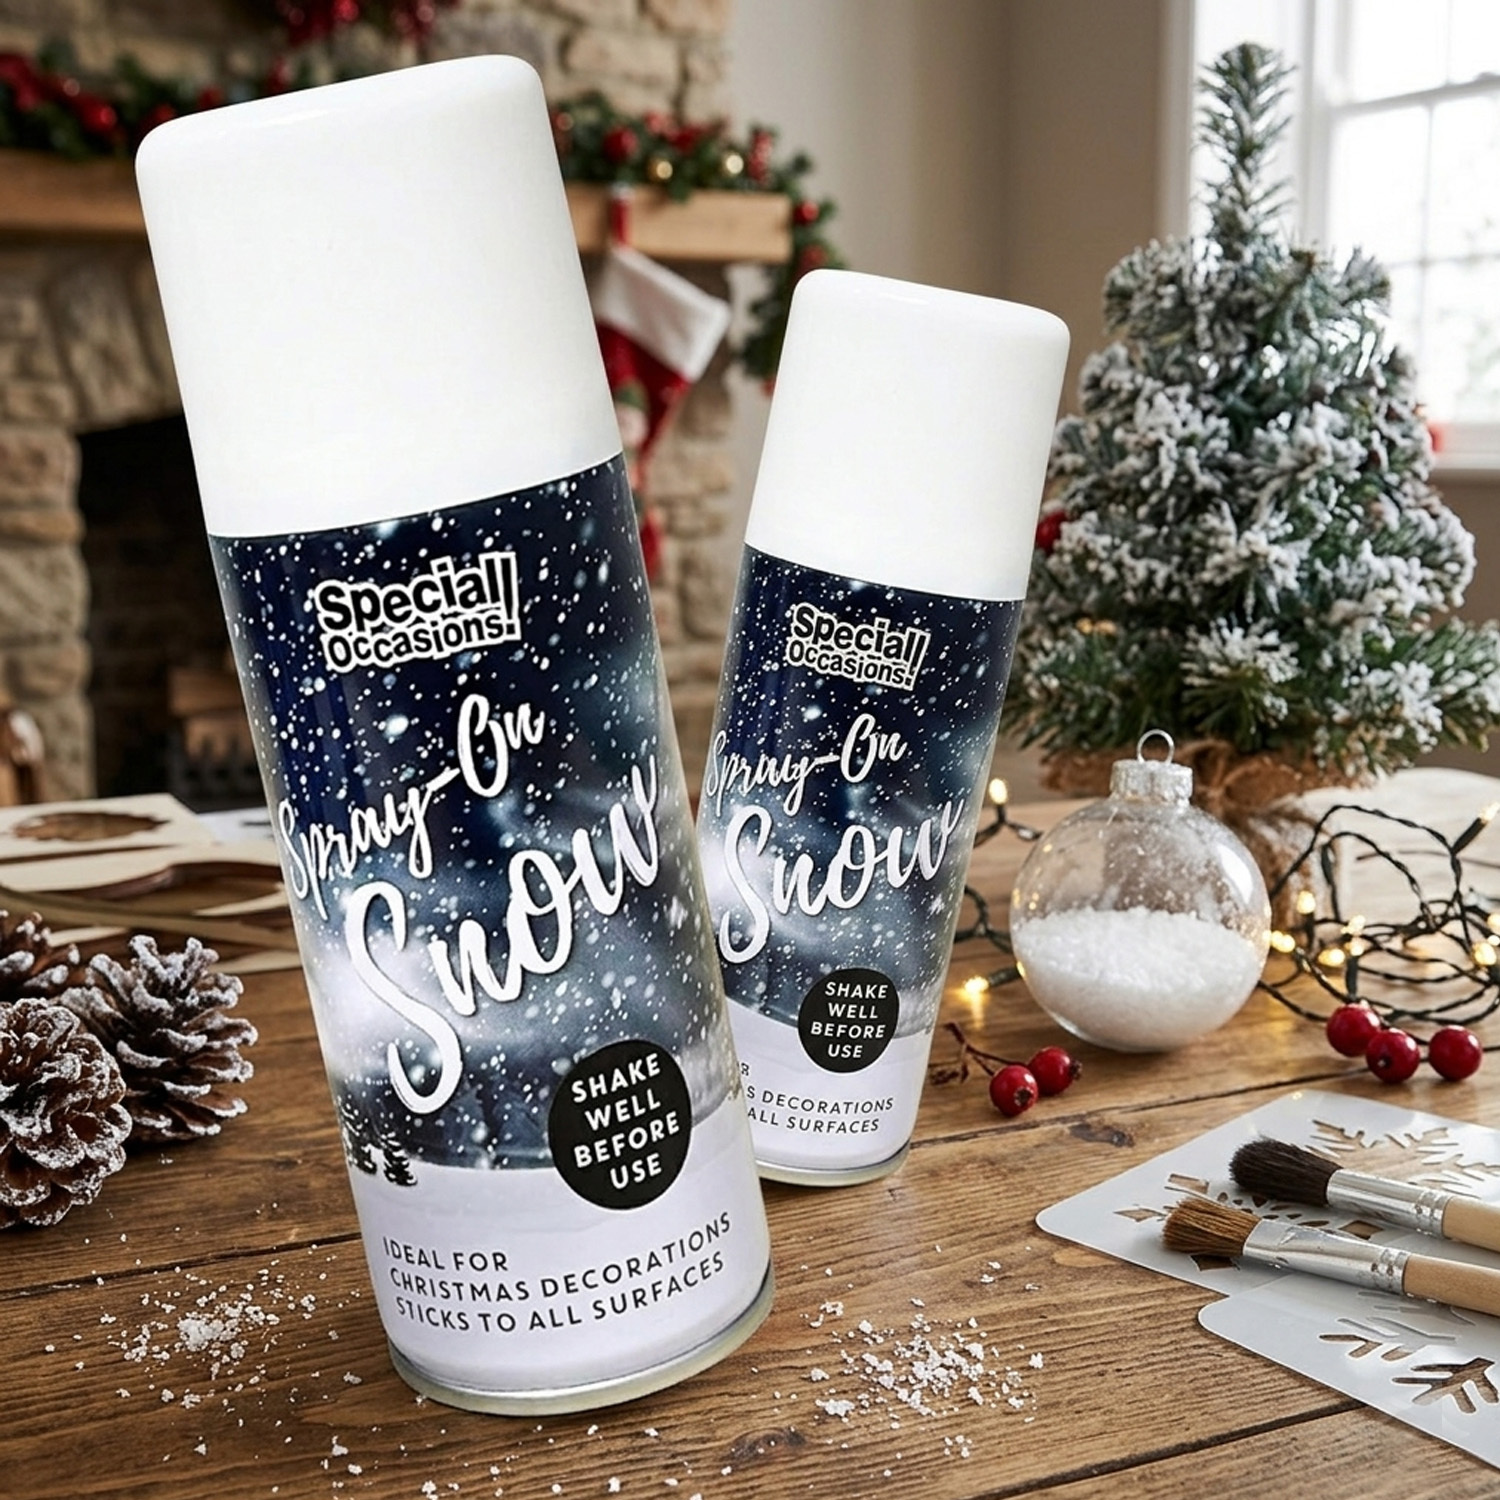 Special!
Occasions!
Spray-On
Snow
SHAKE
WELL
BEFORE
USE
IDEAL FOR
CHRISTMAS DECORATIONS
STICKS TO ALL SURFACES
Special!
Occasions!
Spray-On
Snow
SHAKE
WELL
BEFORE
USE
DECORATIONS
ALL SURFACES